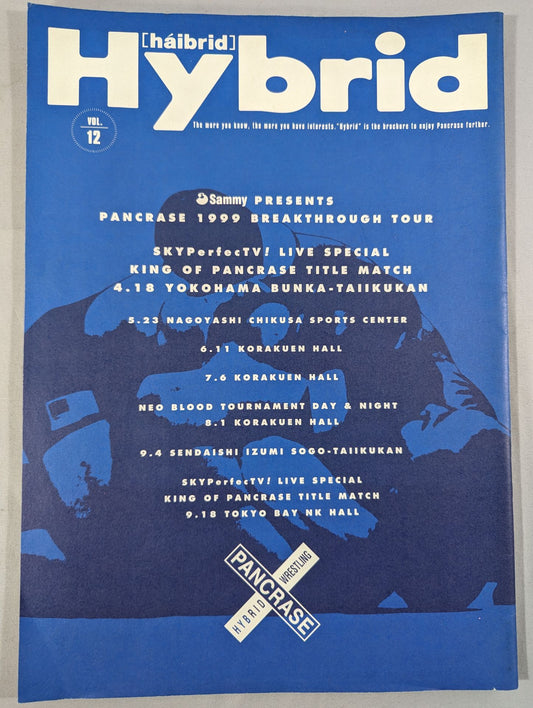 [háibrid]
Hybrid
VOL.
12
The more you know, the more you have interests."Hybrid" is the brochure to enjoy Pancrase further.
Sammy PRESENTS
PANCRASE 1999 BREAKTHROUGH TOUR
SKYPerfecTV! LIVE SPECIAL
KING OF PANCRASE TITLE MATCH
4.18 YOKOHAMA BUNKA-TAIIKUKAN
5.23 NAGOYASHI CHIKUSA SPORTS CENTER
6.11 KORAKUEN HALL
7.6 KORAKUEN HALL
NEO BLOOD TOURNAMENT DAY & NIGHT
8.1 KORAKUEN HALL
9.4 SENDAISHI IZUMI SOGO-TAIIKUKAN
SKYPerfecTV! LIVE SPECIAL
KING OF PANCRASE TITLE MATCH
9.18 TOKYO BAY NK HALL
PANCRASE
HYBRID WRESTLING